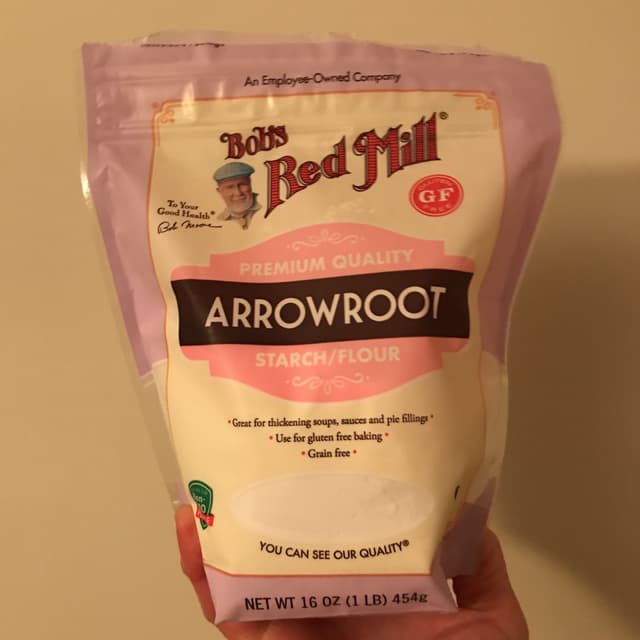 An Employee-Owned Company
Bob's
Red Mill®
To Your
Good Health®
Bob Moore
GF
PREMIUM QUALITY
ARROWROOT
STARCH/FLOUR
• Great for thickening soups, sauces and pie fillings •
• Use for gluten free baking •
• Grain free •
YOU CAN SEE OUR QUALITY®
NET WT 16 OZ (1 LB) 454g